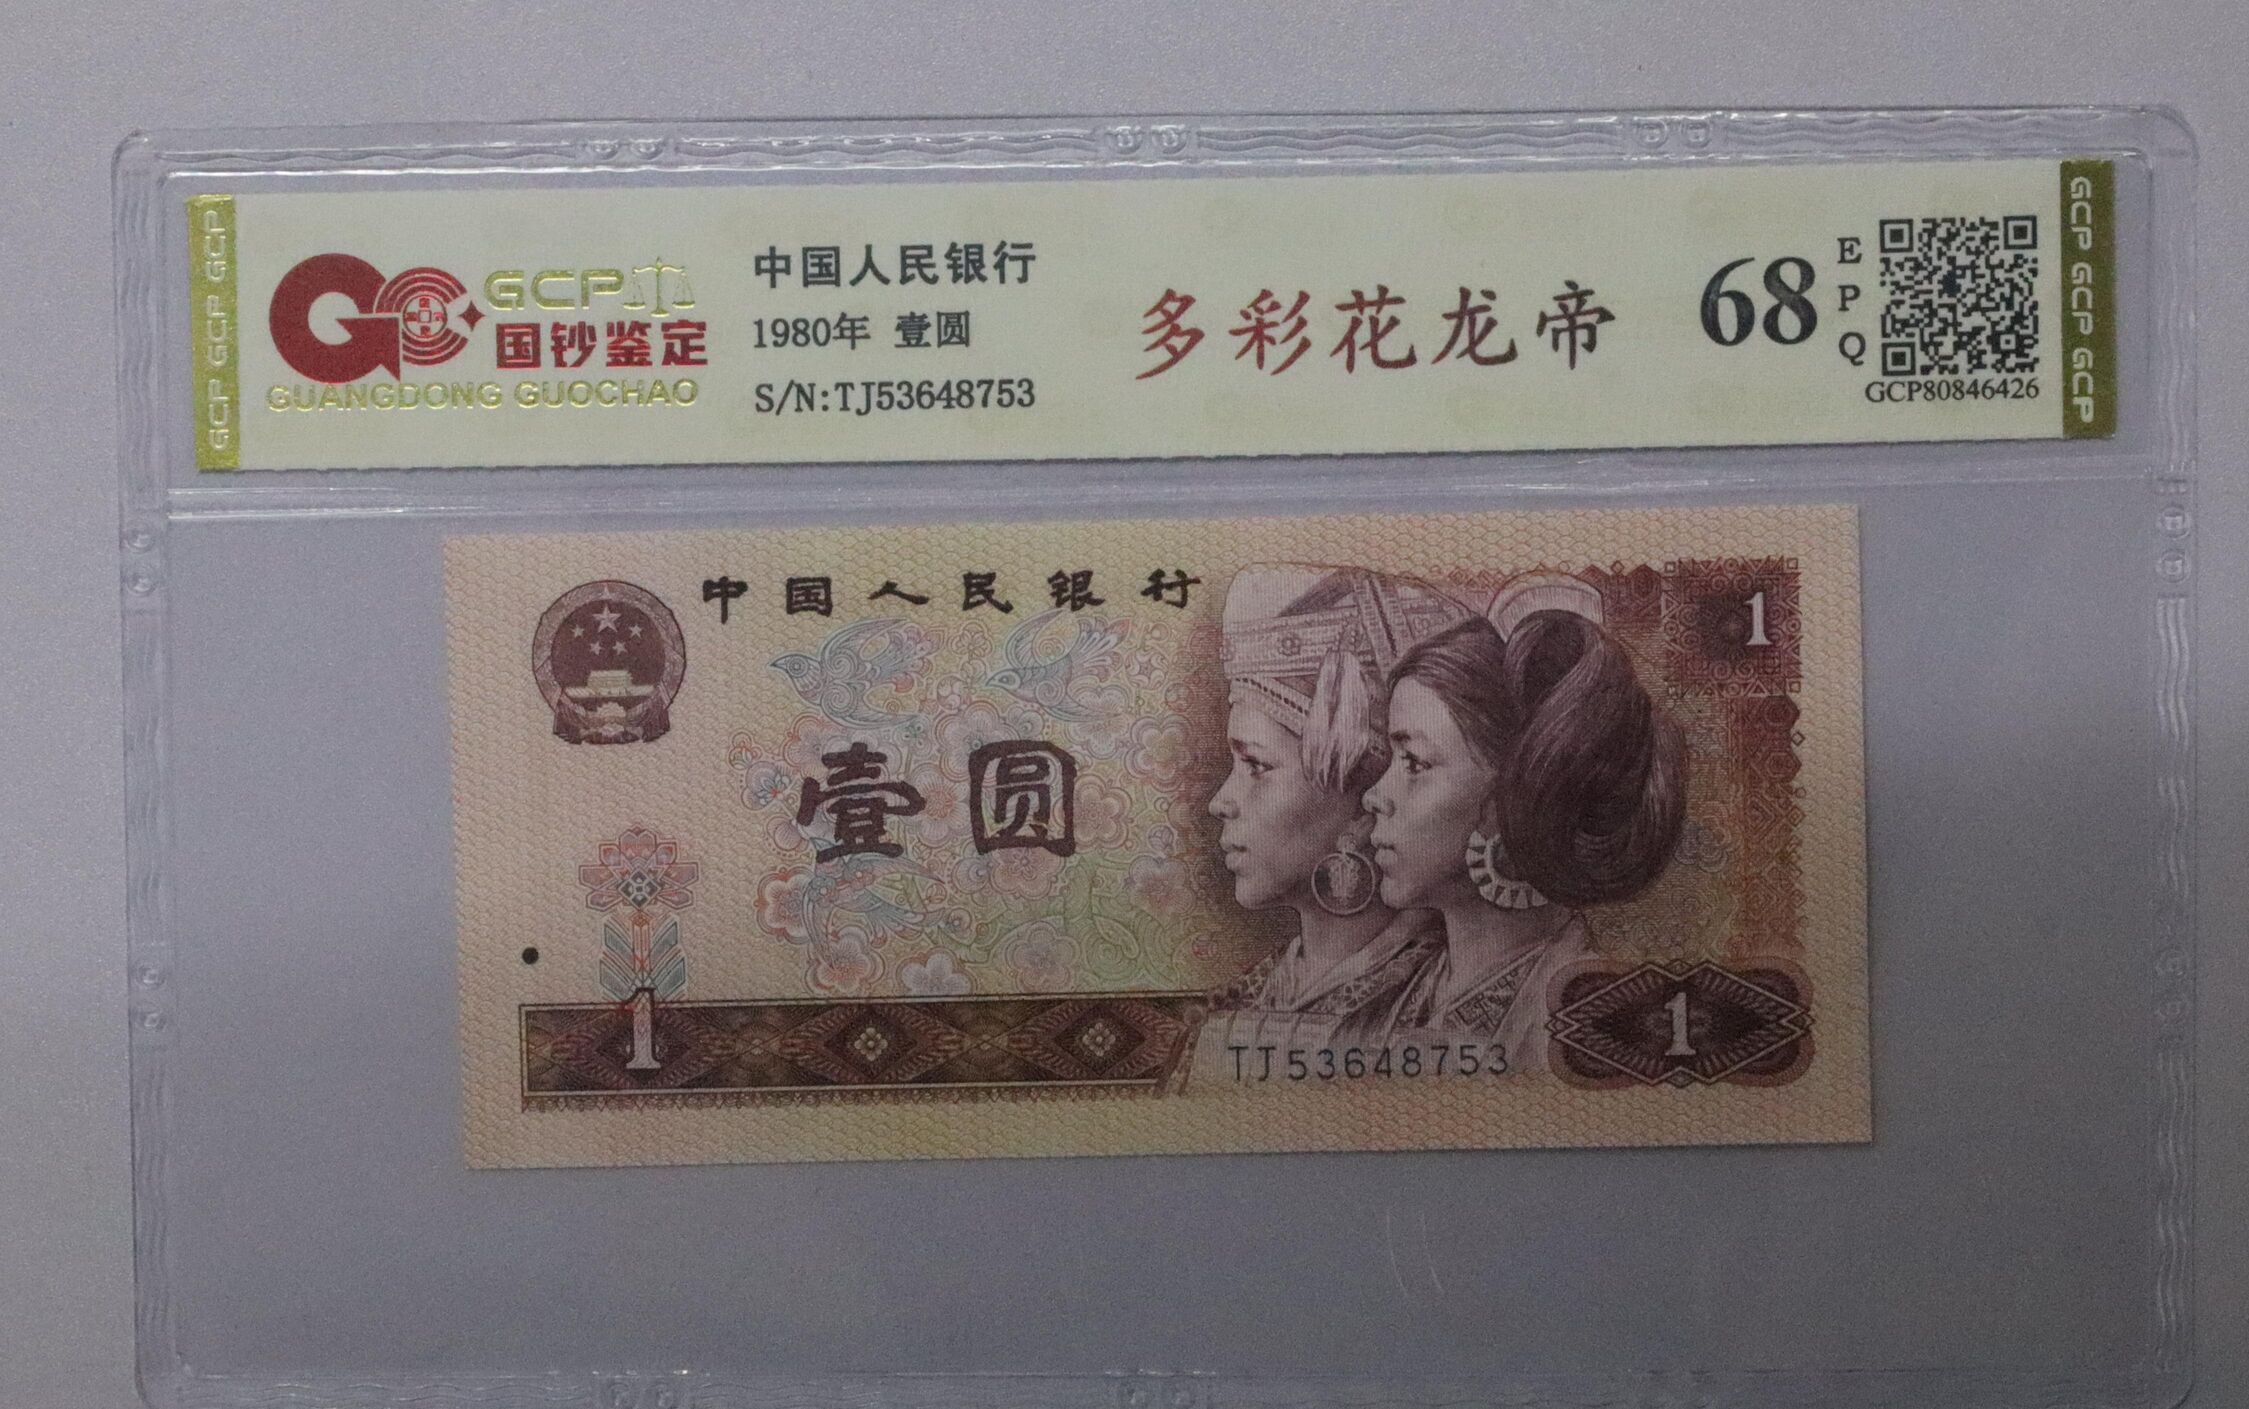 GCP GCP GCP
GCP
国钞鉴定
GUANGDONG GUOCHAO
中国人民银行
1980年 壹圆
S/N:TJ53648753
多彩花龙帝
68
E
P
Q
GCP80846426
GCP GCP GCP
中国人民银行
1
壹圆
1
1
TJ53648753